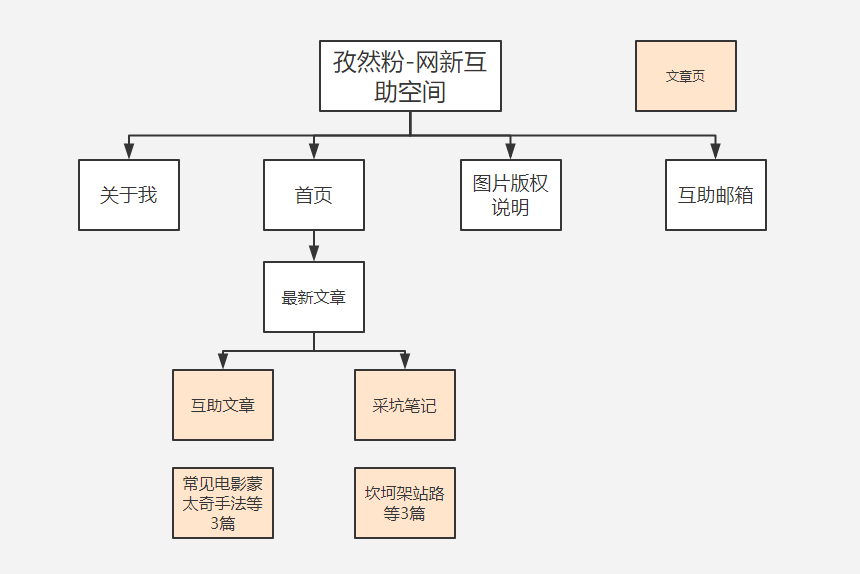 孜然粉-网新互
助空间
文章页
关于我
首页
图片版权
说明
互助邮箱
最新文章
互助文章
采坑笔记
常见电影蒙
太奇手法等
3篇
坎坷架站路
等3篇